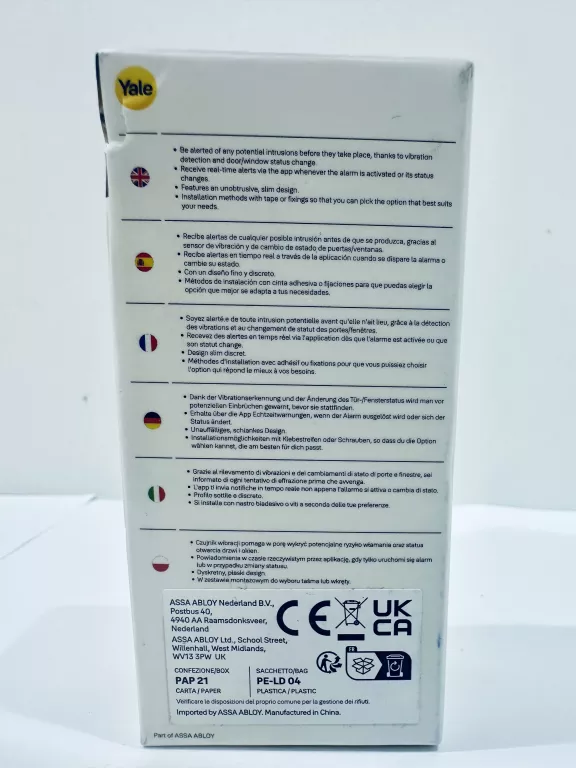 Yale
• Be alerted of any potential intrusions before they take place, thanks to vibration
detection and door/window status change.
• Receive real-time alerts via the app whenever the alarm is activated or its status
changes.
• Features an unobtrusive, slim design.
• Installation methods with tape or fixings so that you can pick the option that best suits
your needs.
• Recibe alertas de cualquier posible intrusión antes de que se produzca, gracias al
sensor de vibración y de cambio de estado de puertas/ventanas.
• Recibe alertas en tiempo real a través de la aplicación cuando se dispare la alarma o
cambie su estado.
• Con un diseño fino y discreto.
• Métodos de instalación con cinta adhesiva o fijaciones para que puedas elegir la
opción que mejor se adapta a tus necesidades.
• Soyez alerté.e de toute intrusion potentielle avant qu'elle n'ait lieu, grâce à la détection
des vibrations et au changement de statut des portes/fenêtres.
• Recevez des alertes en temps réel via l'application dès que l'alarme est activée ou que
son statut change.
• Design slim discret.
• Méthodes d'installation avec adhésif ou fixations pour que vous puissiez choisir
l'option qui répond le mieux à vos besoins.
• Dank der Vibrationserkennung und der Änderung des Tür-/Fensterstatus wird man vor
potenziellen Einbrüchen gewarnt, bevor sie stattfinden.
• Erhalte über die App Echtzeitwarnungen, wenn der Alarm ausgelöst wird oder sich der
Status ändert.
• Unauffälliges, schlankes Design.
• Installationsmöglichkeiten mit Klebestreifen oder Schrauben, so dass du die Option
wählen kannst, die am besten für dich passt.
• Grazie al rilevamento di vibrazioni e dei cambiamenti di stato di porte e finestre, sei
informato di ogni tentativo di effrazione prima che avvenga.
• L'app ti invia notifiche in tempo reale non appena l'allarme si attiva o cambia di stato.
• Profilo sottile e discreto.
• Si installa con nastro biadesivo o viti a seconda delle tue preferenze.
• Czujnik wibracji pomaga w porę wykryć potencjalne ryzyko włamania oraz status
otwarcia drzwi i okien.
• Powiadomienia w czasie rzeczywistym przez aplikację, gdy tylko uruchomi się alarm
lub w przypadku zmiany statusu.
• Dyskretny, płaski design.
• W zestawie montażowym do wyboru taśma lub wkręty.
ASSA ABLOY Nederland B.V.,
Postbus 40,
4940 AA Raamsdonksveer,
Nederland
ASSA ABLOY Ltd., School Street,
Willenhall, West Midlands,
WV13 3PW UK
CE
UK
CA
FR
CONFEZIONE/BOX
PAP 21
CARTA / PAPER
SACCHETTO/BAG
PE-LD 04
PLASTICA / PLASTIC
Verificare le disposizioni del proprio comune per la gestione dei rifiuti.
Imported by ASSA ABLOY. Manufactured in China.
Part of ASSA ABLOY